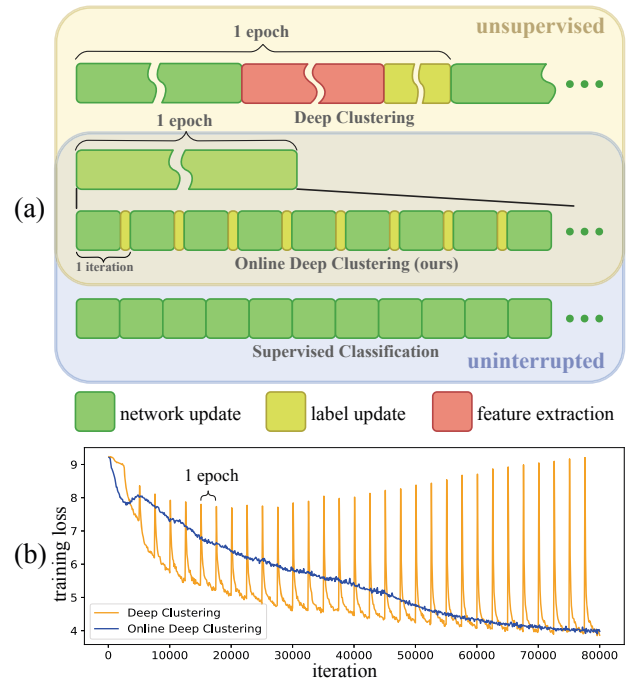 unsupervised
1 epoch
Deep Clustering
1 epoch
(a)
1 iteration
Online Deep Clustering (ours)
Supervised Classification
uninterrupted
network update
label update
feature extraction
(b)
training loss
9
8
7
6
5
4
1 epoch
Deep Clustering
Online Deep Clustering
0
10000
20000
30000
40000
50000
60000
70000
80000
iteration